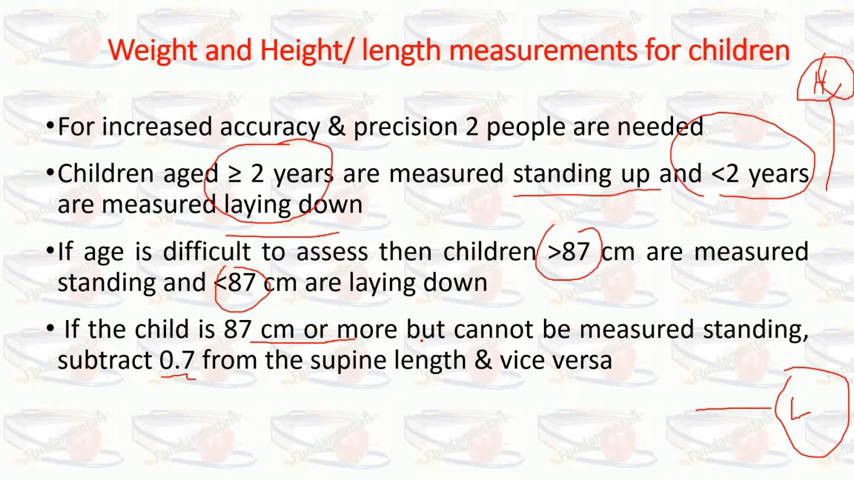 Weight and Height/ length measurements for children
•For increased accuracy & precision 2 people are needed
•Children aged ≥ 2 years are measured standing up and <2 years
are measured laying down
•If age is difficult to assess then children >87 cm are measured
standing and <87 cm are laying down
• If the child is 87 cm or more but cannot be measured standing,
subtract 0.7 from the supine length & vice versa
L